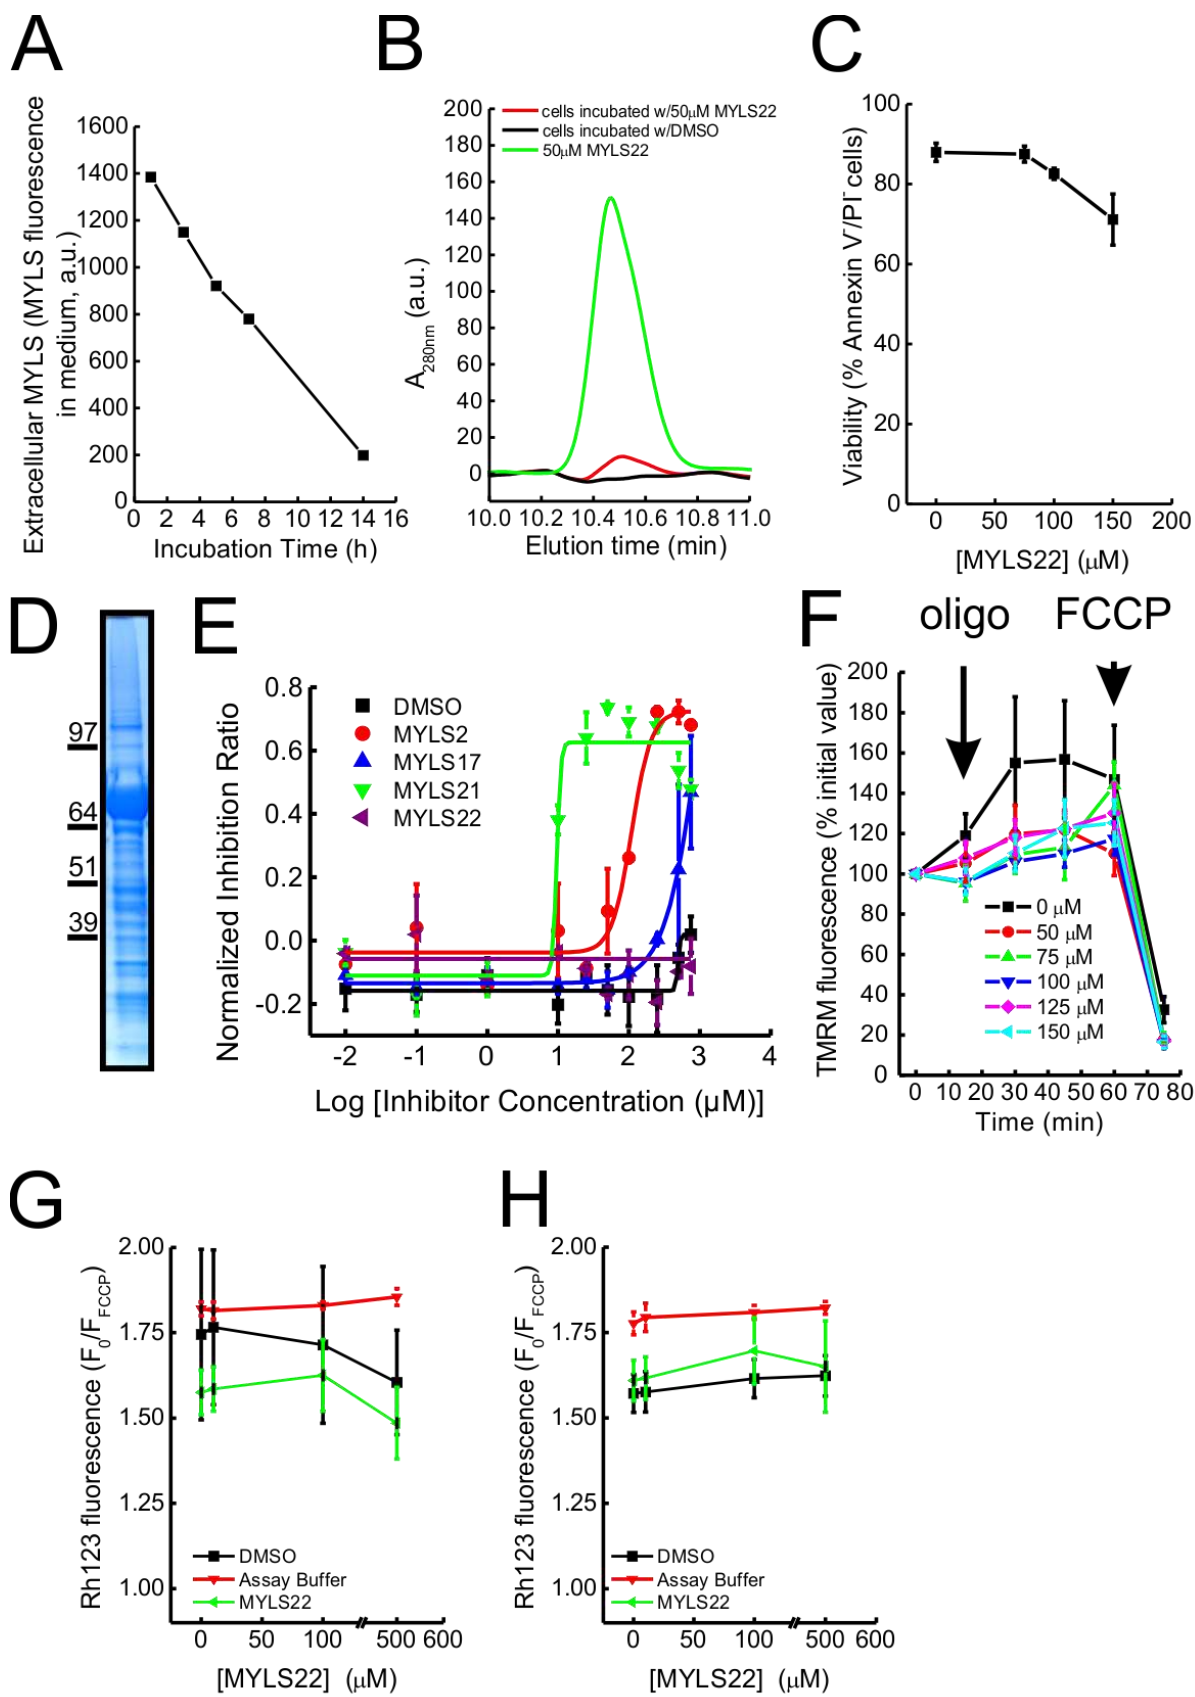 A
Extracellular MYLS (MYLS fluorescence
in medium, a.u.)
1600
1400
1200
1000
800
600
400
200
0
0 2 4 6 8 10 12 14 16
Incubation Time (h)
B
cells incubated w/50μM MYLS22
cells incubated w/DMSO
50μM MYLS22
A280nm (a.u.)
200
180
160
140
120
100
80
60
40
20
0
10.0 10.2 10.4 10.6 10.8 11.0
Elution time (min)
C
Viability (% Annexin V-/PI- cells)
100
80
60
40
20
0
0 50 100 150 200
[MYLS22] (μM)
D
97
64
51
39
E
Normalized Inhibition Ratio
0.8
0.6
0.4
0.2
0.0
-0.2
DMSO
MYLS2
MYLS17
MYLS21
MYLS22
-2 -1 0 1 2 3 4
Log [Inhibitor Concentration (μM)]
F
oligo FCCP
TMRM fluorescence (% initial value)
200
180
160
140
120
100
80
60
40
20
0
0 μM
50 μM
75 μM
100 μM
125 μM
150 μM
0 10 20 30 40 50 60 70 80
Time (min)
G
Rh123 fluorescence (F0/FFCCP)
2.00
1.75
1.50
1.25
1.00
DMSO
Assay Buffer
MYLS22
0 50 100 500 600
[MYLS22] (μM)
H
Rh123 fluorescence (F0/FFCCP)
2.00
1.75
1.50
1.25
1.00
DMSO
Assay Buffer
MYLS22
0 50 100 500 600
[MYLS22] (μM)